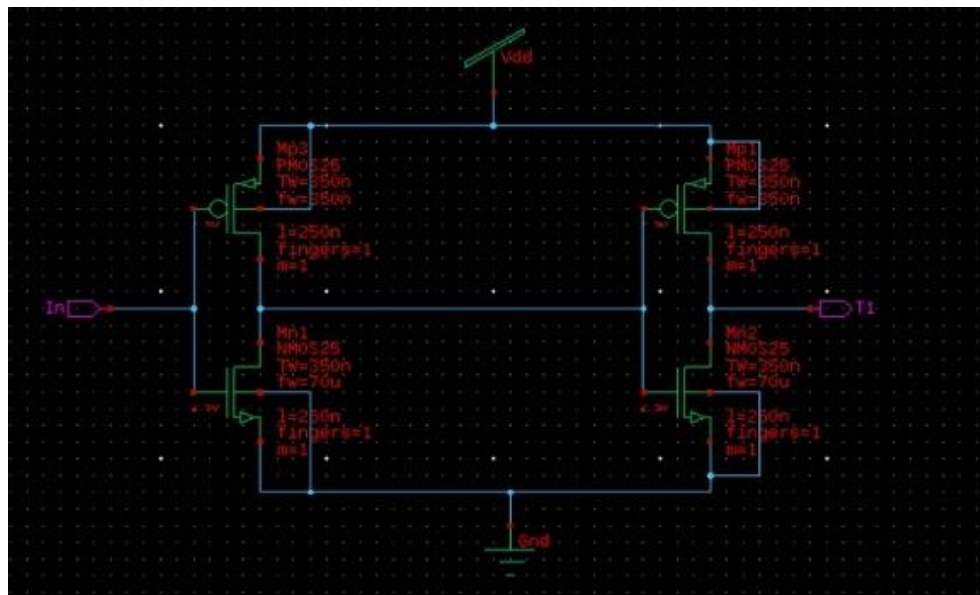 Vdd
Mp3
PMOS25
TW=350n
fw=350n
l=250n
fingers=1
m=1
Mp1
PMOS25
TW=350n
fw=350n
l=250n
fingers=1
m=1
In
T1
Mn1
NMOS25
TW=350n
fw=70u
l=250n
fingers=1
m=1
Mn2
NMOS25
TW=350n
fw=70u
l=250n
fingers=1
m=1
Gnd